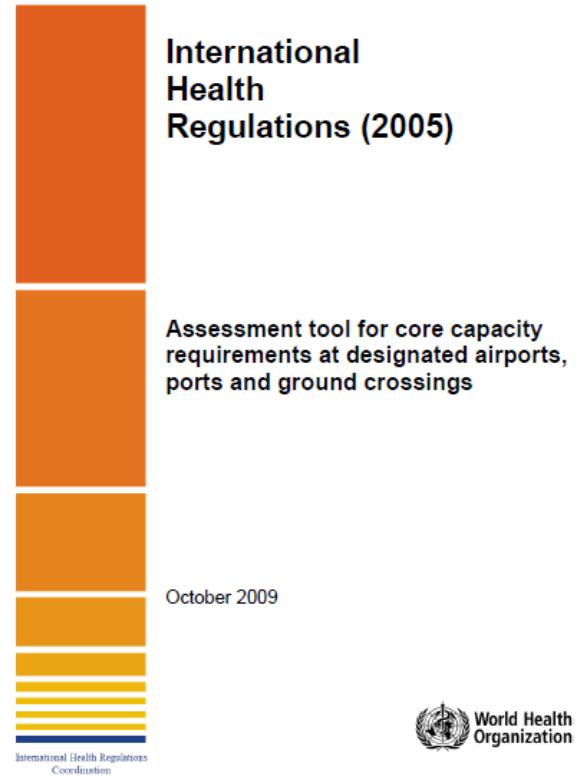 International
Health
Regulations (2005)
Assessment tool for core capacity
requirements at designated airports,
ports and ground crossings
October 2009
World Health
Organization
International Health Regulations
Coordination